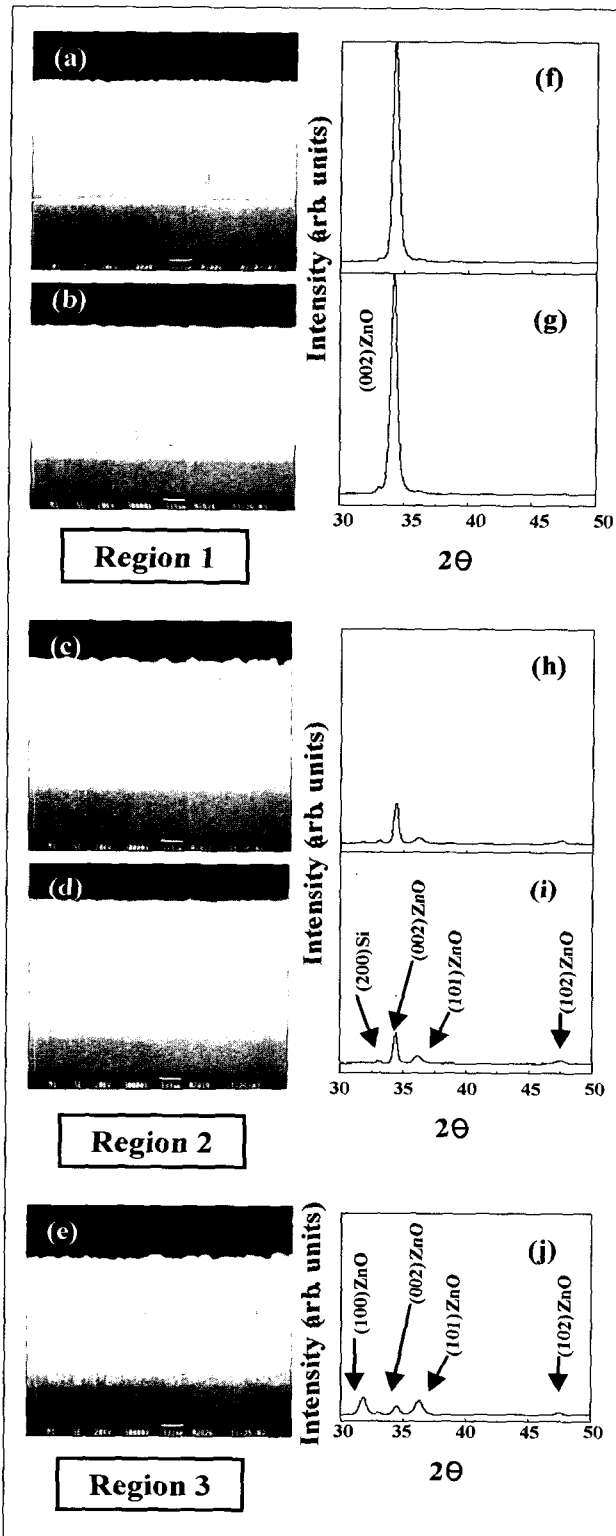 (a)
(b)
Region 1
Intensity (arb. units)
(f)
(002)ZnO
(g)
30 35 40 45 50
2θ
(c)
(d)
Region 2
Intensity (arb. units)
(h)
(i)
(200)Si
(002)ZnO
(101)ZnO
(102)ZnO
30 35 40 45 50
2θ
(e)
Region 3
Intensity (arb. units)
(j)
(100)ZnO
(002)ZnO
(101)ZnO
(102)ZnO
30 35 40 45 50
2θ